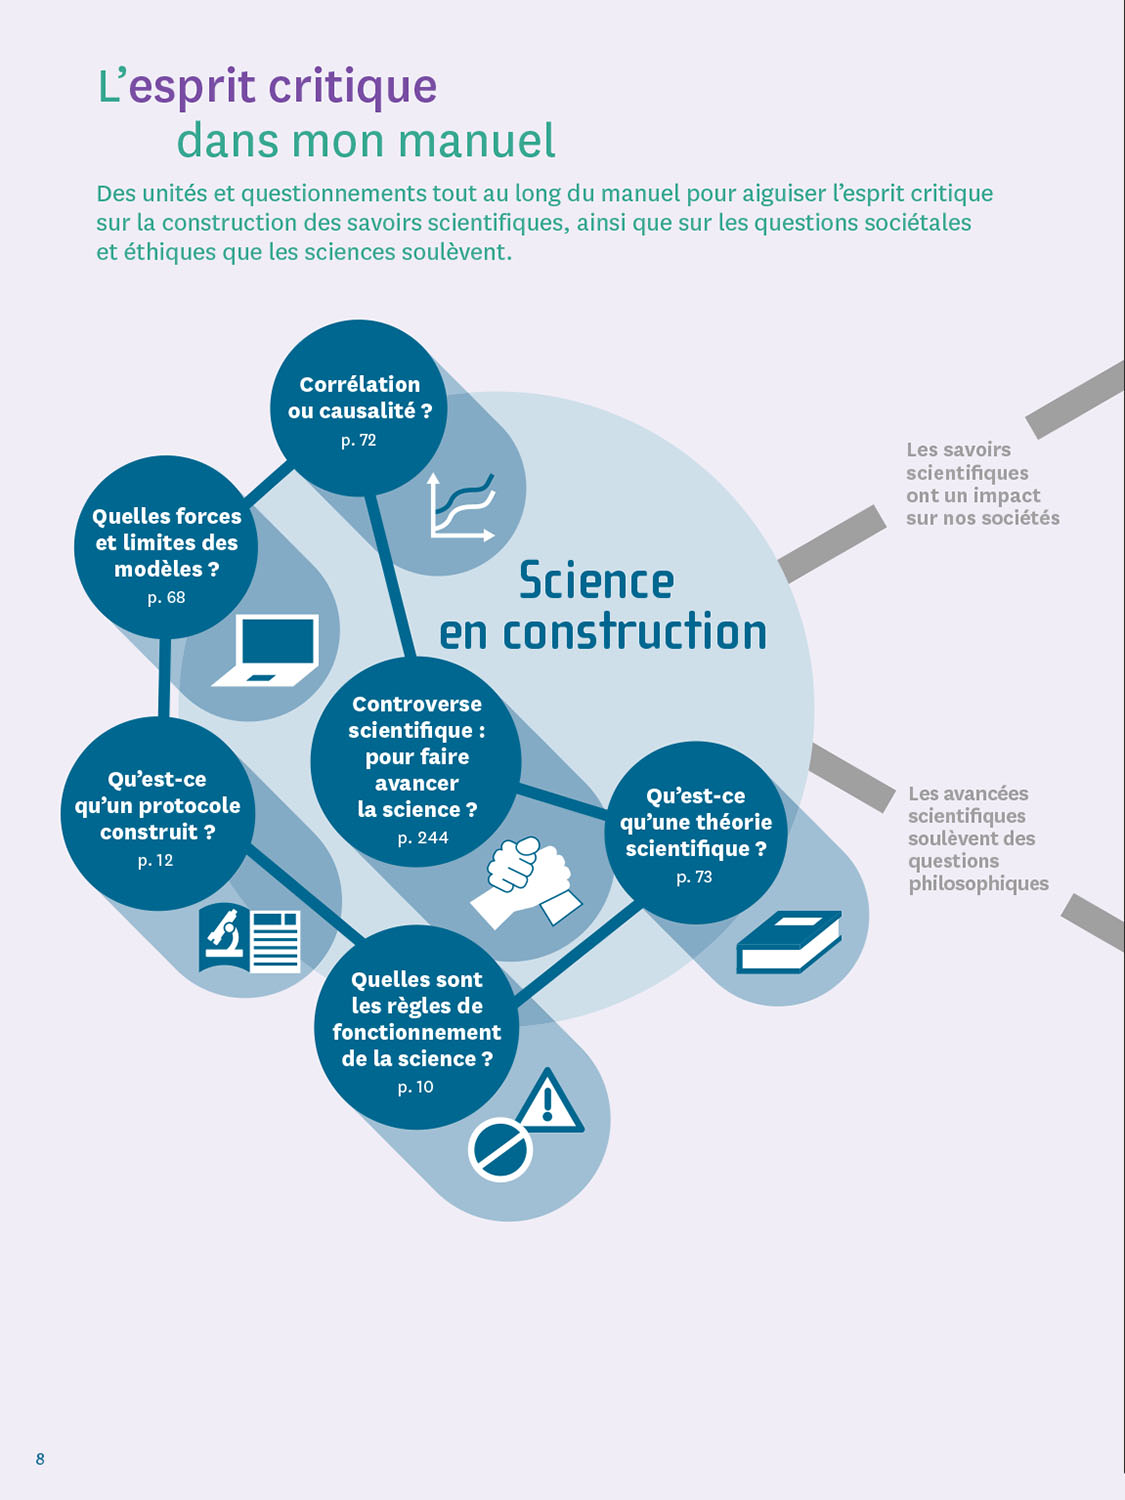 L’esprit critique
dans mon manuel
Des unités et questionnements tout au long du manuel pour aiguiser l’esprit critique
sur la construction des savoirs scientifiques, ainsi que sur les questions sociétales
et éthiques que les sciences soulèvent.
Corrélation
ou causalité ?
p. 72
Quelles forces
et limites des
modèles ?
p. 68
Les savoirs
scientifiques
ont un impact
sur nos sociétés
Science
en construction
Controverse
scientifique :
pour faire
avancer
la science ?
p. 244
Qu’est-ce
qu’un protocole
construit ?
p. 12
Qu’est-ce
qu’une théorie
scientifique ?
p. 73
Les avancées
scientifiques
soulèvent des
questions
philosophiques
Quelles sont
les règles de
fonctionnement
de la science ?
p. 10
8